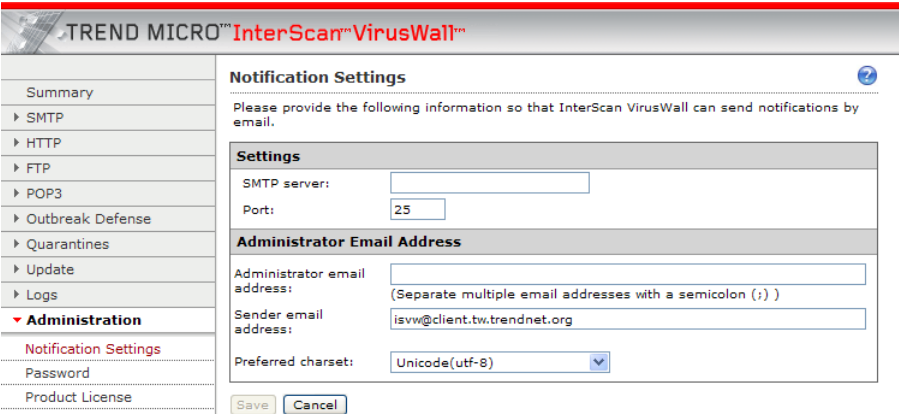 TREND MICRO™ InterScan™VirusWall™
Summary
SMTP
HTTP
FTP
POP3
Outbreak Defense
Quarantines
Update
Logs
Administration
Notification Settings
Password
Product License
Notification Settings
?
Please provide the following information so that InterScan VirusWall can send notifications by
email.
Settings
SMTP server:
Port: 25
Administrator Email Address
Administrator email
address:
(Separate multiple email addresses with a semicolon (;) )
Sender email
address:
isvw@client.tw.trendnet.org
Preferred charset: Unicode(utf-8)
Save Cancel